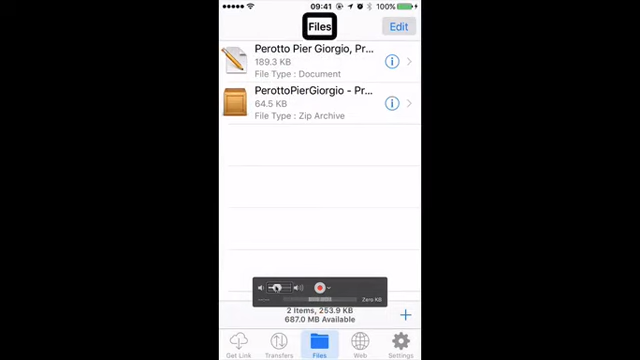 09:41
100%
Files
Edit
Perotto Pier Giorgio, Pr...
189.3 KB
File Type : Document
PerottoPierGiorgio - Pr...
64.5 KB
File Type : Zip Archive
Zero KB
2 Items, 253.9 KB
687.0 MB Available
Get Link
Transfers
Files
Web
Settings